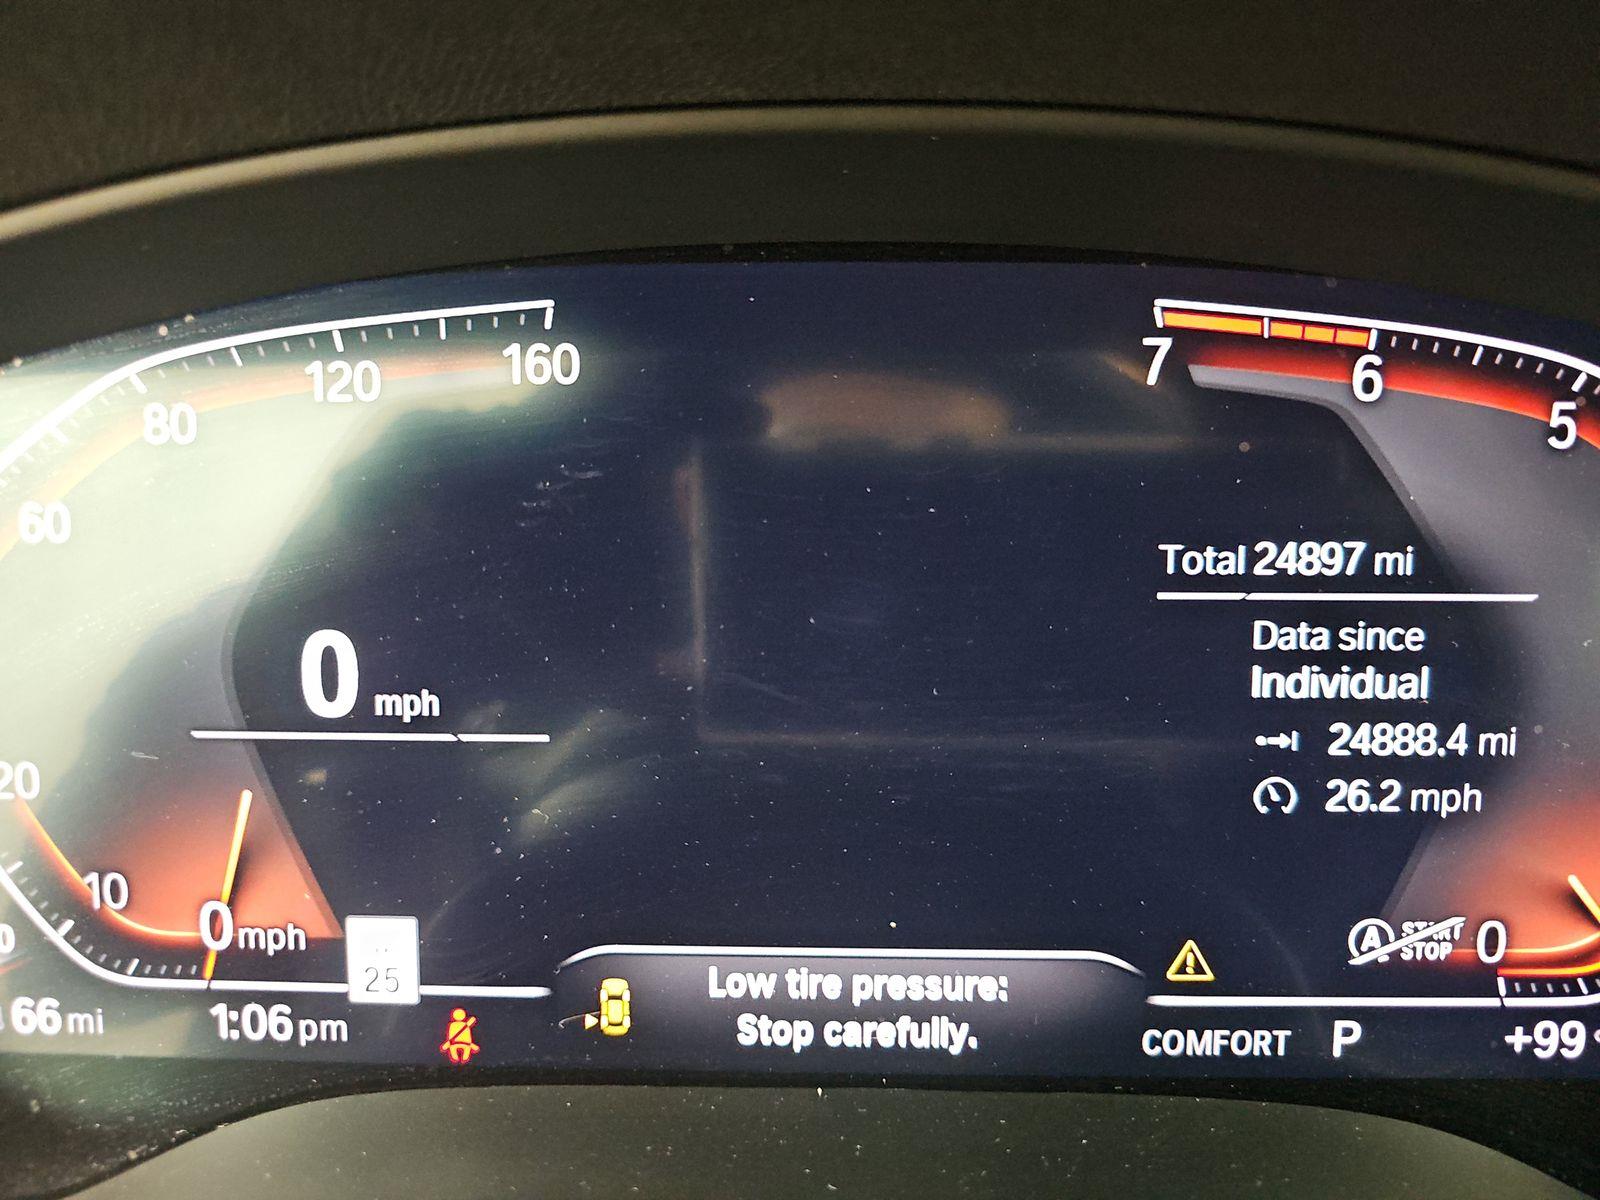 160
120
80
60
20
10
0 mph
0 mph
25
66 mi
1:06 pm
Low tire pressure:
Stop carefully.
7
6
5
Total 24897 mi
Data since
Individual
24888.4 mi
26.2 mph
A START STOP
0
COMFORT P
+99